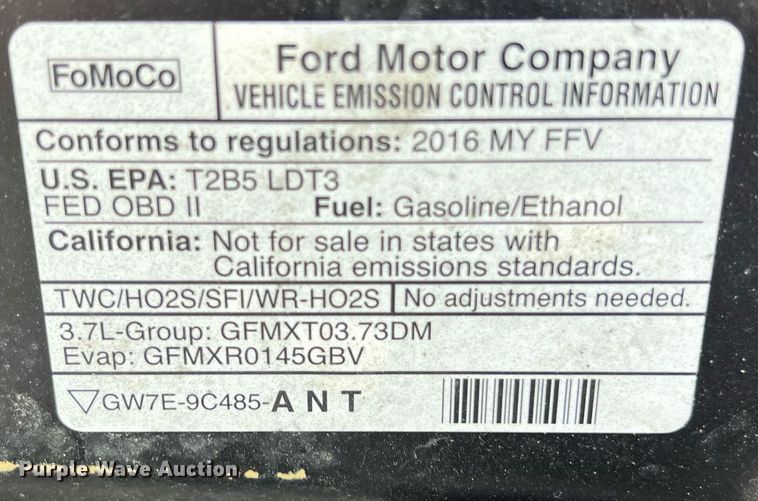 FoMoCo
Ford Motor Company
VEHICLE EMISSION CONTROL INFORMATION
Conforms to regulations: 2016 MY FFV
U.S. EPA: T2B5 LDT3
FED OBD II Fuel: Gasoline/Ethanol
California: Not for sale in states with
California emissions standards.
TWC/HO2S/SFI/WR-HO2S No adjustments needed.
3.7L-Group: GFMXT03.73DM
Evap: GFMXR0145GBV
GW7E-9C485-ANT
Purple Wave Auction.